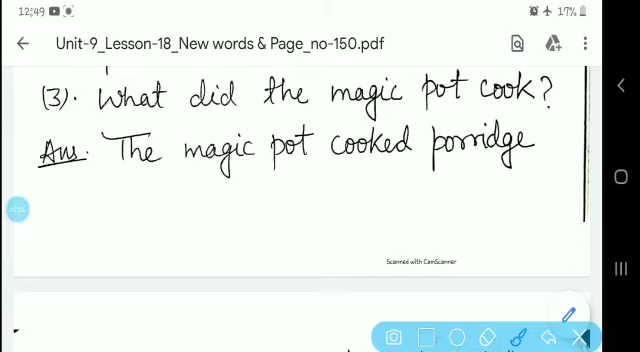 12:49 17%
Unit-9_Lesson-18_New words & Page_no-150.pdf
(3). What did the magic pot cook?
Ans. The magic pot cooked porridge
Scanned with CamScanner